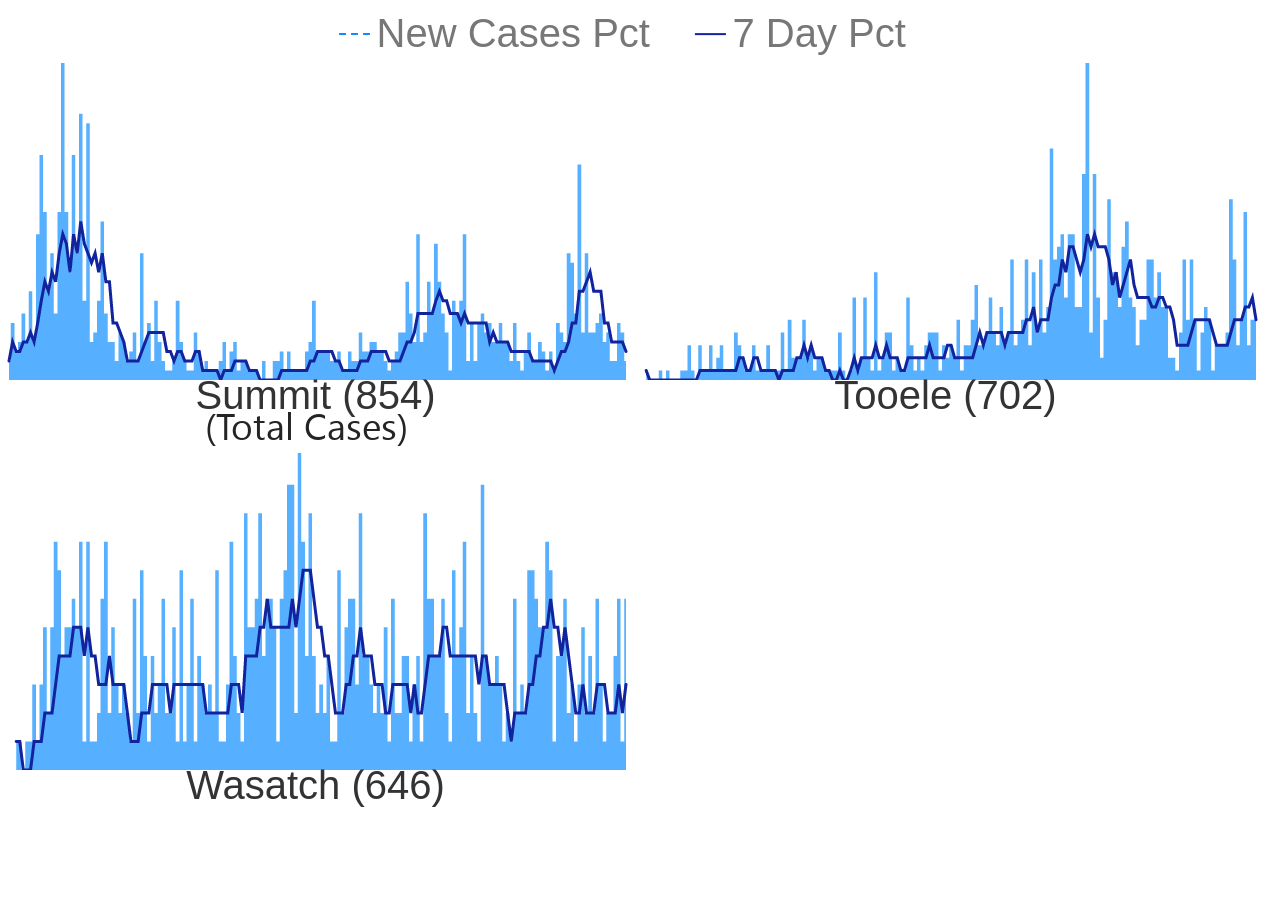 New Cases Pct 7 Day Pct
Summit (854)
(Total Cases)
Tooele (702)
Wasatch (646)